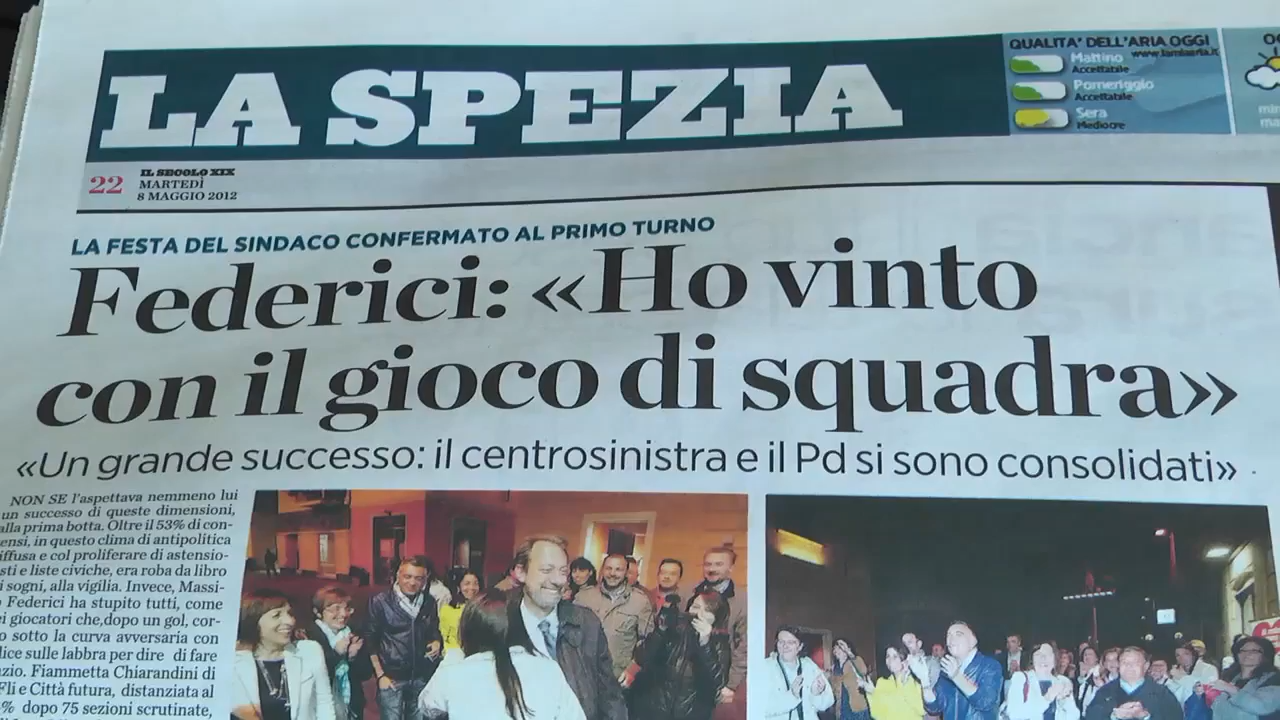 LA SPEZIA
QUALITA' DELL'ARIA OGGI
www.lamiaaria.it
Mattino
Accettabile
Pomeriggio
Accettabile
Sera
Mediocre
22
IL SECOLO XIX
MARTEDÌ
8 MAGGIO 2012
LA FESTA DEL SINDACO CONFERMATO AL PRIMO TURNO
Federici: «Ho vinto
con il gioco di squadra»
«Un grande successo: il centrosinistra e il Pd si sono consolidati»
NON SE l'aspettava nemmeno lui
un successo di queste dimensioni,
alla prima botta. Oltre il 53% di con-
ensi, in questo clima di antipolitica
iffusa e col proliferare di astensio-
sti e liste civiche, era roba da libro
i sogni, alla vigilia. Invece, Massi-
Federici ha stupito tutti, come
ei giocatori che, dopo un gol, cor-
o sotto la curva avversaria con
dice sulle labbra per dire di fare
nzio. Fiammetta Chiarandini di
Fli e Città futura, distanziata al
% dopo 75 sezioni scrutinate,